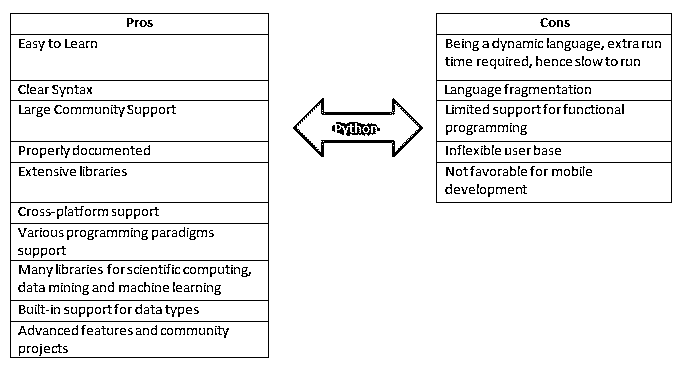 Pros
Easy to Learn
Clear Syntax
Large Community Support
Properly documented
Extensive libraries
Cross-platform support
Various programming paradigms
support
Many libraries for scientific computing,
data mining and machine learning
Built-in support for data types
Advanced features and community
projects
Python
Cons
Being a dynamic language, extra run
time required, hence slow to run
Language fragmentation
Limited support for functional
programming
Inflexible user base
Not favorable for mobile
development